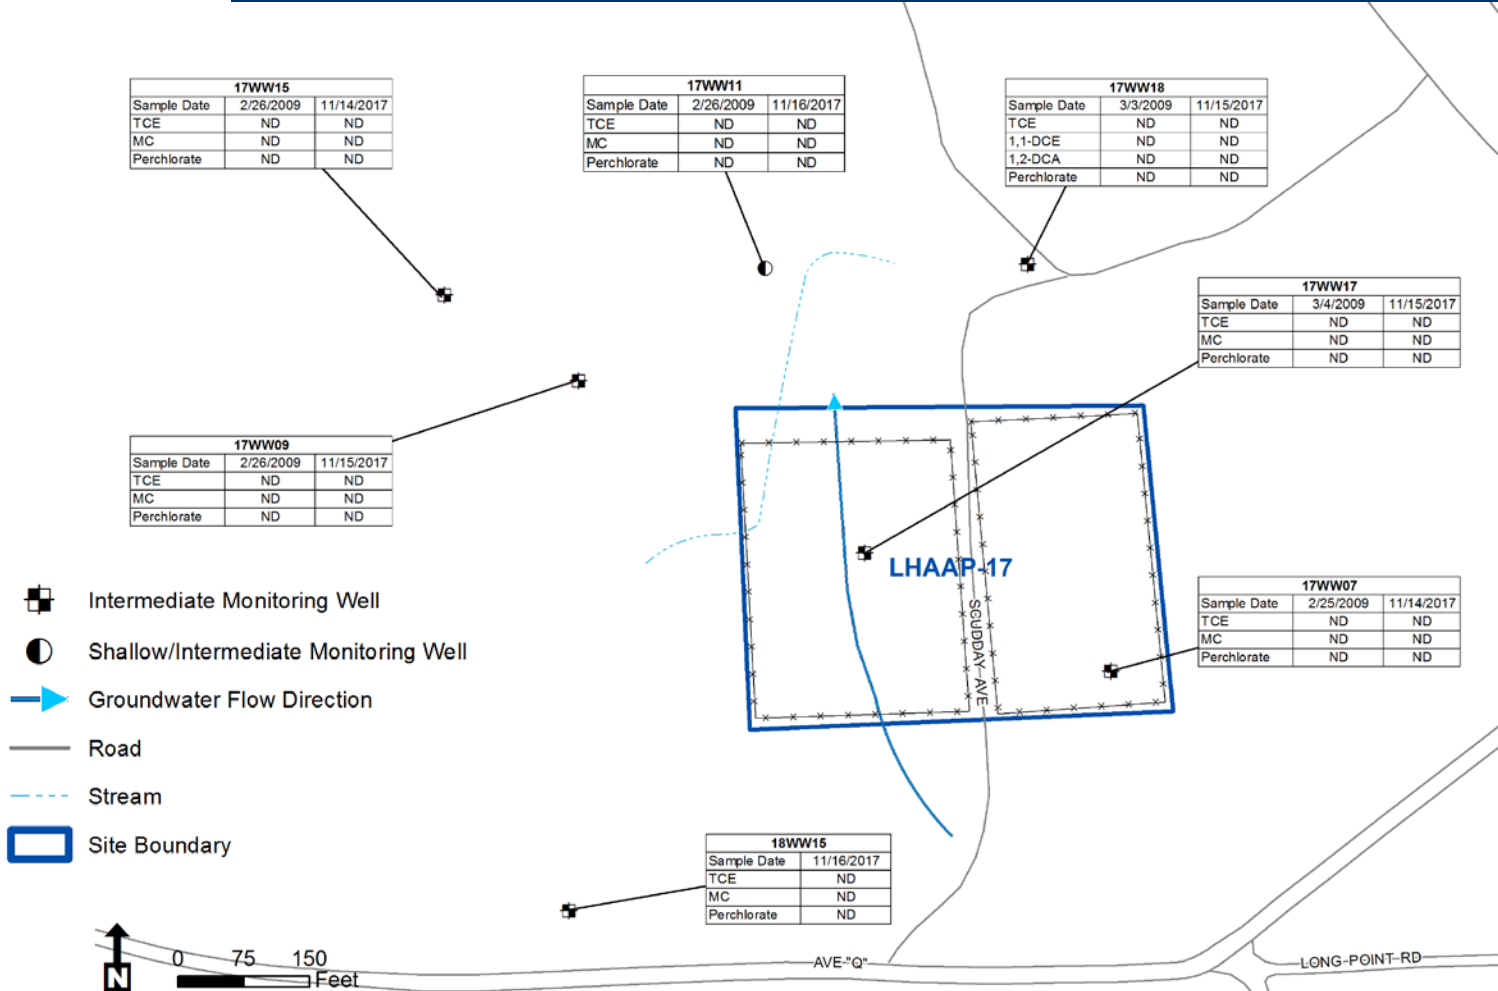 17WW15
Sample Date 2/26/2009 11/14/2017
TCE ND ND
MC ND ND
Perchlorate ND ND
17WW11
Sample Date 2/26/2009 11/16/2017
TCE ND ND
MC ND ND
Perchlorate ND ND
17WW18
Sample Date 3/3/2009 11/15/2017
TCE ND ND
1,1-DCE ND ND
1,2-DCA ND ND
Perchlorate ND ND
17WW17
Sample Date 3/4/2009 11/15/2017
TCE ND ND
MC ND ND
Perchlorate ND ND
17WW09
Sample Date 2/26/2009 11/15/2017
TCE ND ND
MC ND ND
Perchlorate ND ND
LHAAP-17
SCUDDAY AVE
17WW07
Sample Date 2/25/2009 11/14/2017
TCE ND ND
MC ND ND
Perchlorate ND ND
Intermediate Monitoring Well
Shallow/Intermediate Monitoring Well
Groundwater Flow Direction
Road
Stream
Site Boundary
18WW15
Sample Date 11/16/2017
TCE ND
MC ND
Perchlorate ND
N
0 75 150
Feet
AVE "Q"
LONG POINT RD